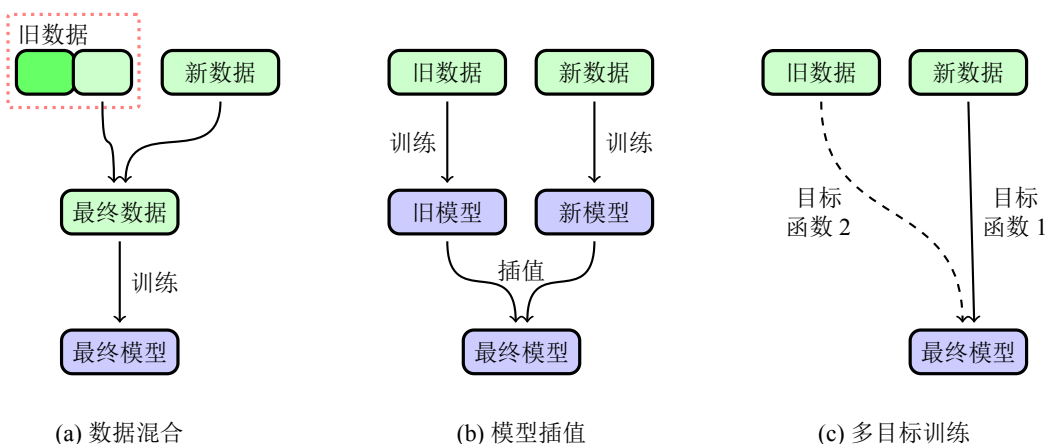 旧数据
新数据
最终数据
训练
最终模型
(a) 数据混合
旧数据
新数据
训练
训练
旧模型
新模型
插值
最终模型
(b) 模型插值
旧数据
新数据
目标
函数 2
目标
函数 1
最终模型
(c) 多目标训练